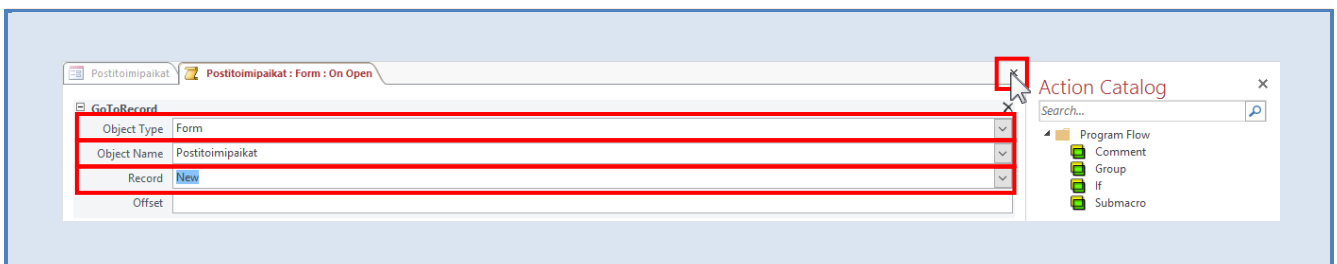 Postitoimipaikat
Postitoimipaikat : Form : On Open
GoToRecord
Object Type Form
Object Name Postitoimipaikat
Record New
Offset
Action Catalog
Search...
Program Flow
Comment
Group
If
Submacro